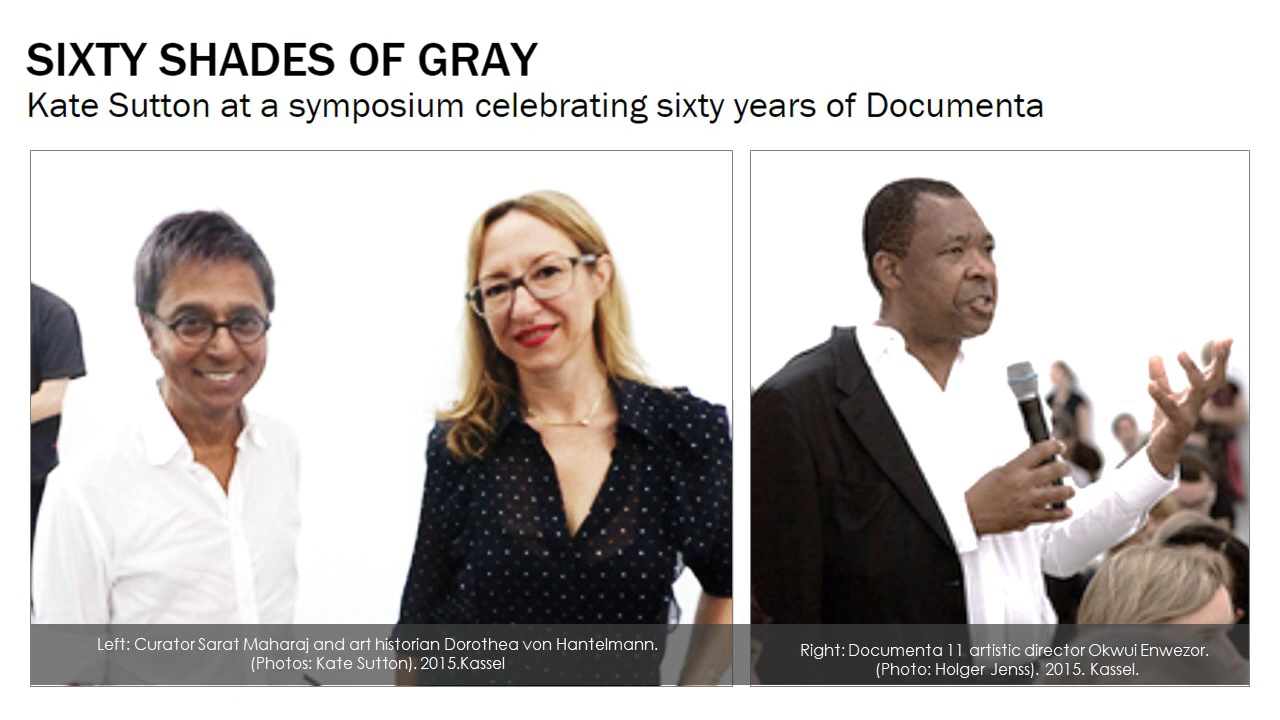 SIXTY SHADES OF GRAY
Kate Sutton at a symposium celebrating sixty years of Documenta
Left: Curator Sarat Maharaj and art historian Dorothea von Hantelmann.
(Photos: Kate Sutton). 2015.Kassel
Right: Documenta 11 artistic director Okwui Enwezor.
(Photo: Holger Jenss). 2015. Kassel.